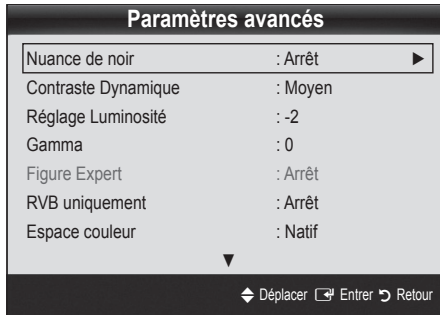 Paramètres avancés
Nuance de noir : Arrêt ►
Contraste Dynamique : Moyen
Réglage Luminosité : -2
Gamma : 0
Figure Expert : Arrêt
RVB uniquement : Arrêt
Espace couleur : Natif
▼
Déplacer Entrer Retour